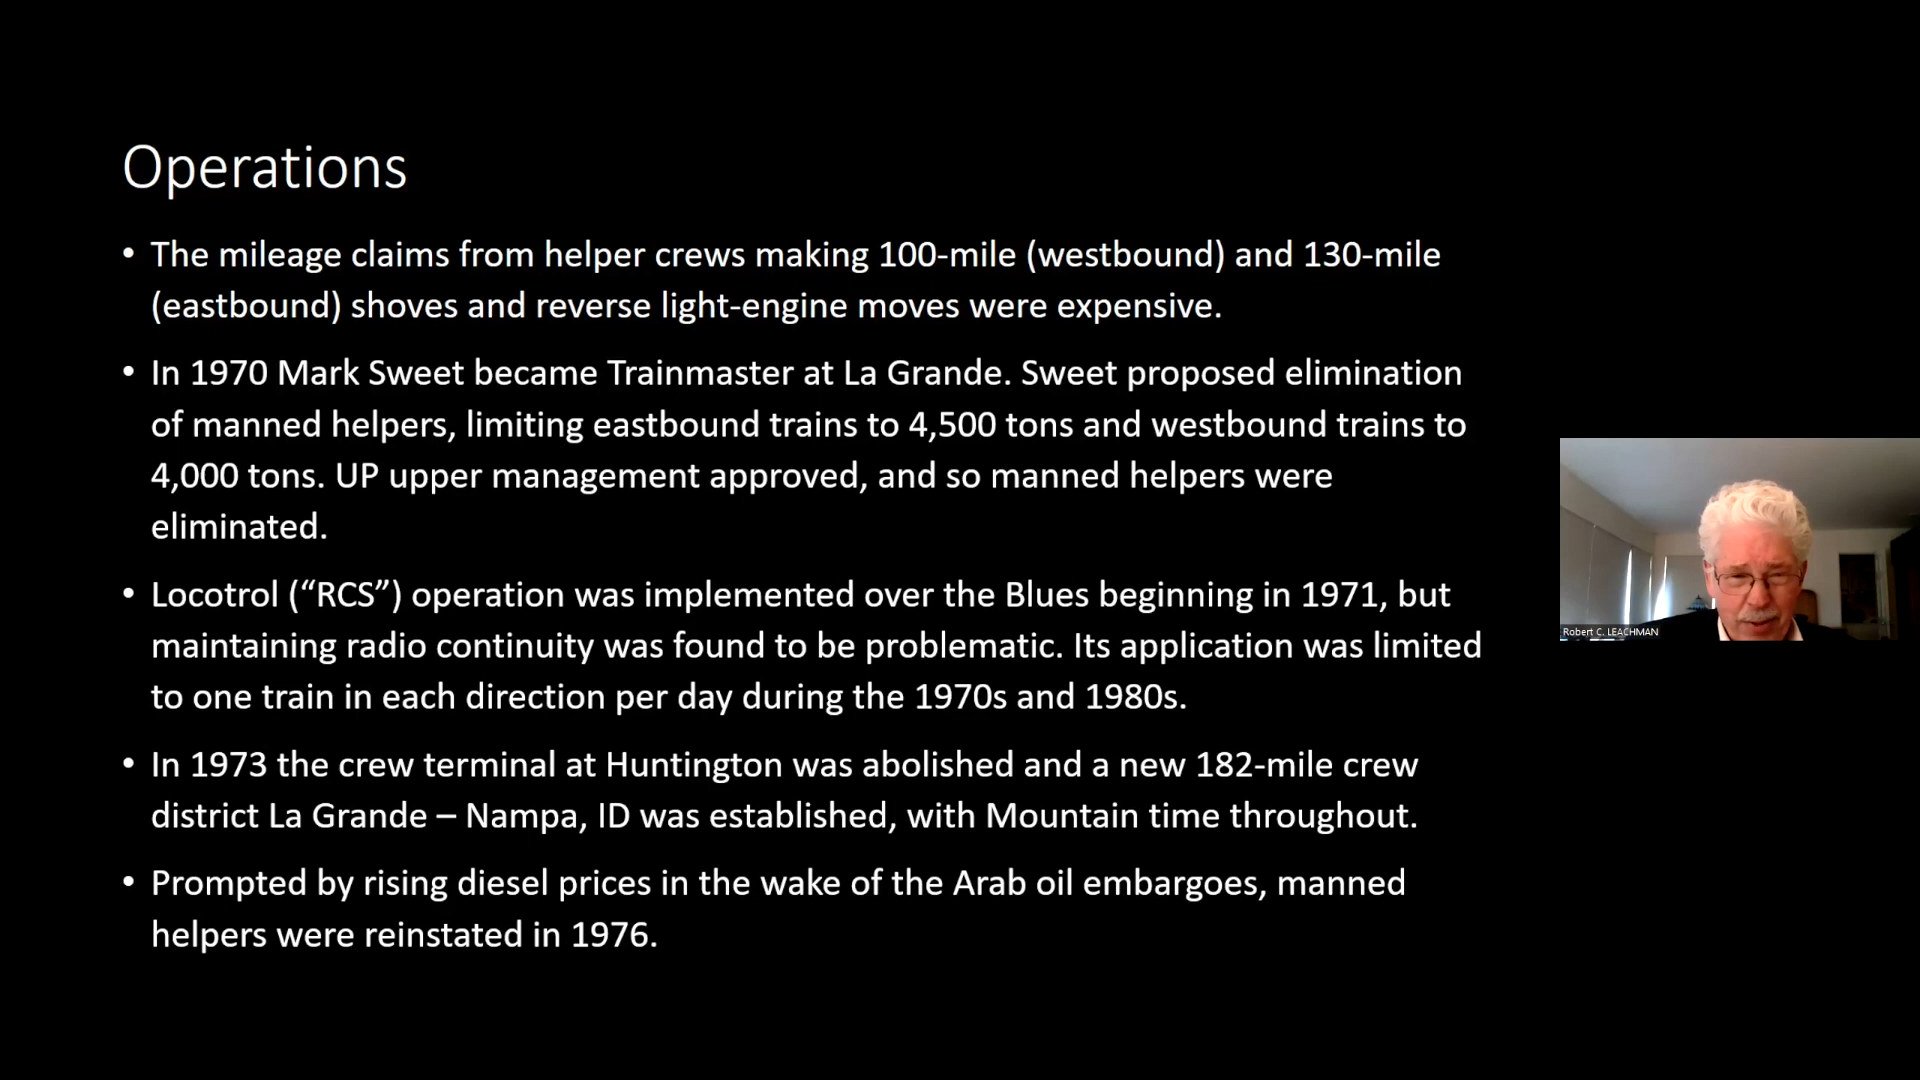 Operations
• The mileage claims from helper crews making 100-mile (westbound) and 130-mile
(eastbound) shoves and reverse light-engine moves were expensive.
• In 1970 Mark Sweet became Trainmaster at La Grande. Sweet proposed elimination
of manned helpers, limiting eastbound trains to 4,500 tons and westbound trains to
4,000 tons. UP upper management approved, and so manned helpers were
eliminated.
• Locotrol (“RCS”) operation was implemented over the Blues beginning in 1971, but
maintaining radio continuity was found to be problematic. Its application was limited
to one train in each direction per day during the 1970s and 1980s.
• In 1973 the crew terminal at Huntington was abolished and a new 182-mile crew
district La Grande – Nampa, ID was established, with Mountain time throughout.
• Prompted by rising diesel prices in the wake of the Arab oil embargoes, manned
helpers were reinstated in 1976.
Robert C. LEACHMAN